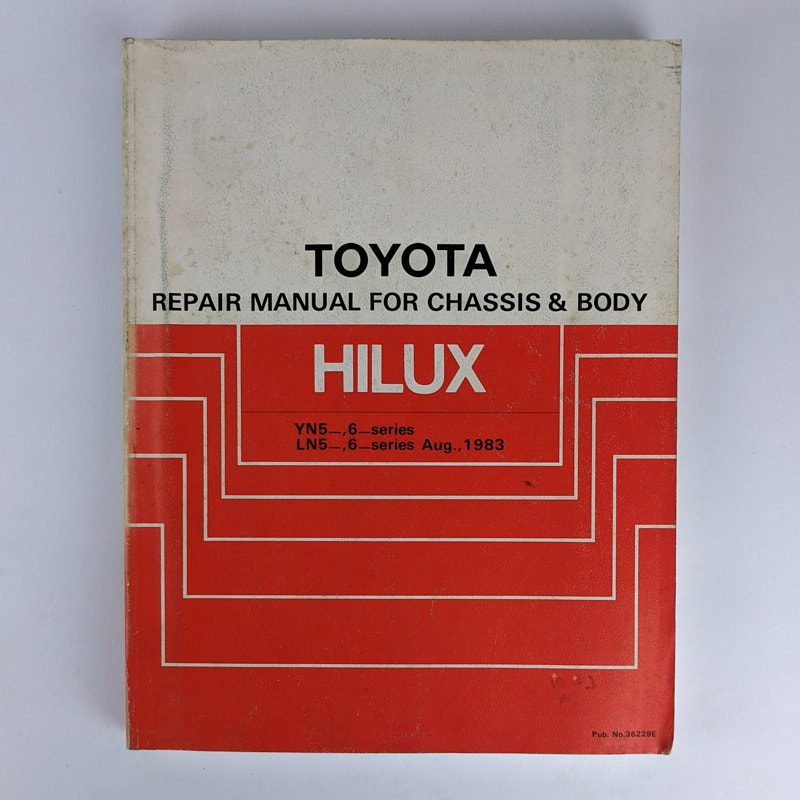 TOYOTA
REPAIR MANUAL FOR CHASSIS & BODY
HILUX
YN5—,6—series
LN5—,6—series Aug.,1983
Pub. No.36229E